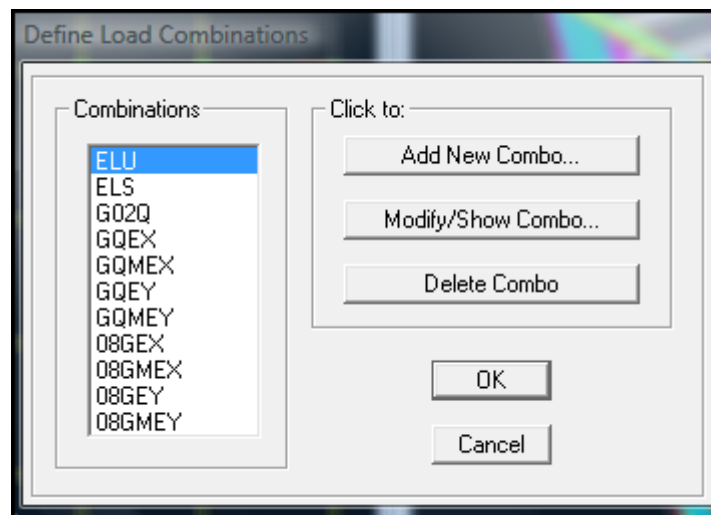 Define Load Combinations
Combinations
ELU
ELS
G02Q
GQEX
GQMEX
GQEY
GQMEY
08GEX
08GMEX
08GEY
08GMEY
Click to:
Add New Combo...
Modify/Show Combo...
Delete Combo
OK
Cancel